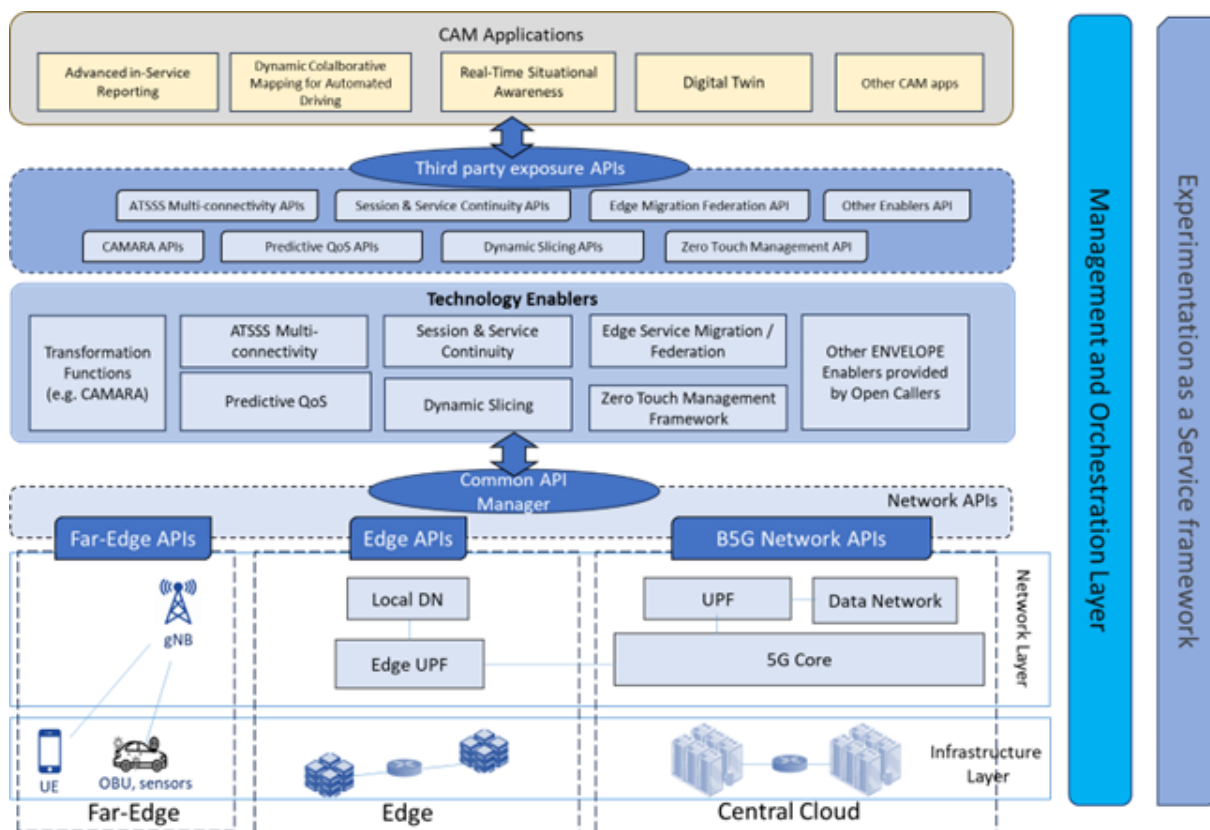 CAM Applications
Advanced in-Service
Reporting
Dynamic Colalborative
Mapping for Automated
Driving
Real-Time Situational
Awareness
Digital Twin
Other CAM apps
Third party exposure APIs
ATSSS Multi-connectivity APIs
Session & Service Continuity APIs
Edge Migration Federation API
Other Enablers API
CAMARA APIs
Predictive QoS APIs
Dynamic Slicing APIs
Zero Touch Management API
Technology Enablers
Transformation
Functions
(e.g. CAMARA)
ATSSS Multi-
connectivity
Session & Service
Continuity
Edge Service Migration /
Federation
Other ENVELOPE
Enablers provided
by Open Callers
Predictive QoS
Dynamic Slicing
Zero Touch Management
Framework
Common API
Manager
Network APIs
Far-Edge APIs
Edge APIs
B5G Network APIs
gNB
Local DN
Edge UPF
UPF
Data Network
5G Core
Network Layer
UE
OBU, sensors
Infrastructure
Layer
Far-Edge
Edge
Central Cloud
Management and Orchestration Layer
Experimentation as a Service framework